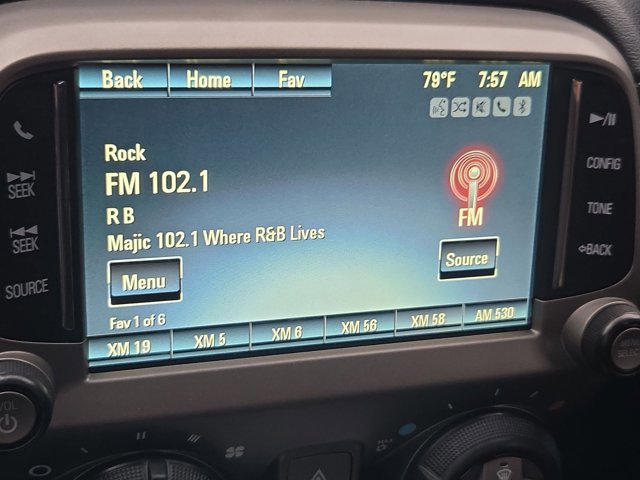 Back Home Fav 79°F 7:57 AM
Rock
FM 102.1
R B
Majic 102.1 Where R&B Lives
FM
Menu
Source
Fav 1 of 6
XM 19 XM 5 XM 6 XM 56 XM 58 AM 530
SEEK
SEEK
SOURCE
CONFIG
TONE
BACK
VOL
MENU